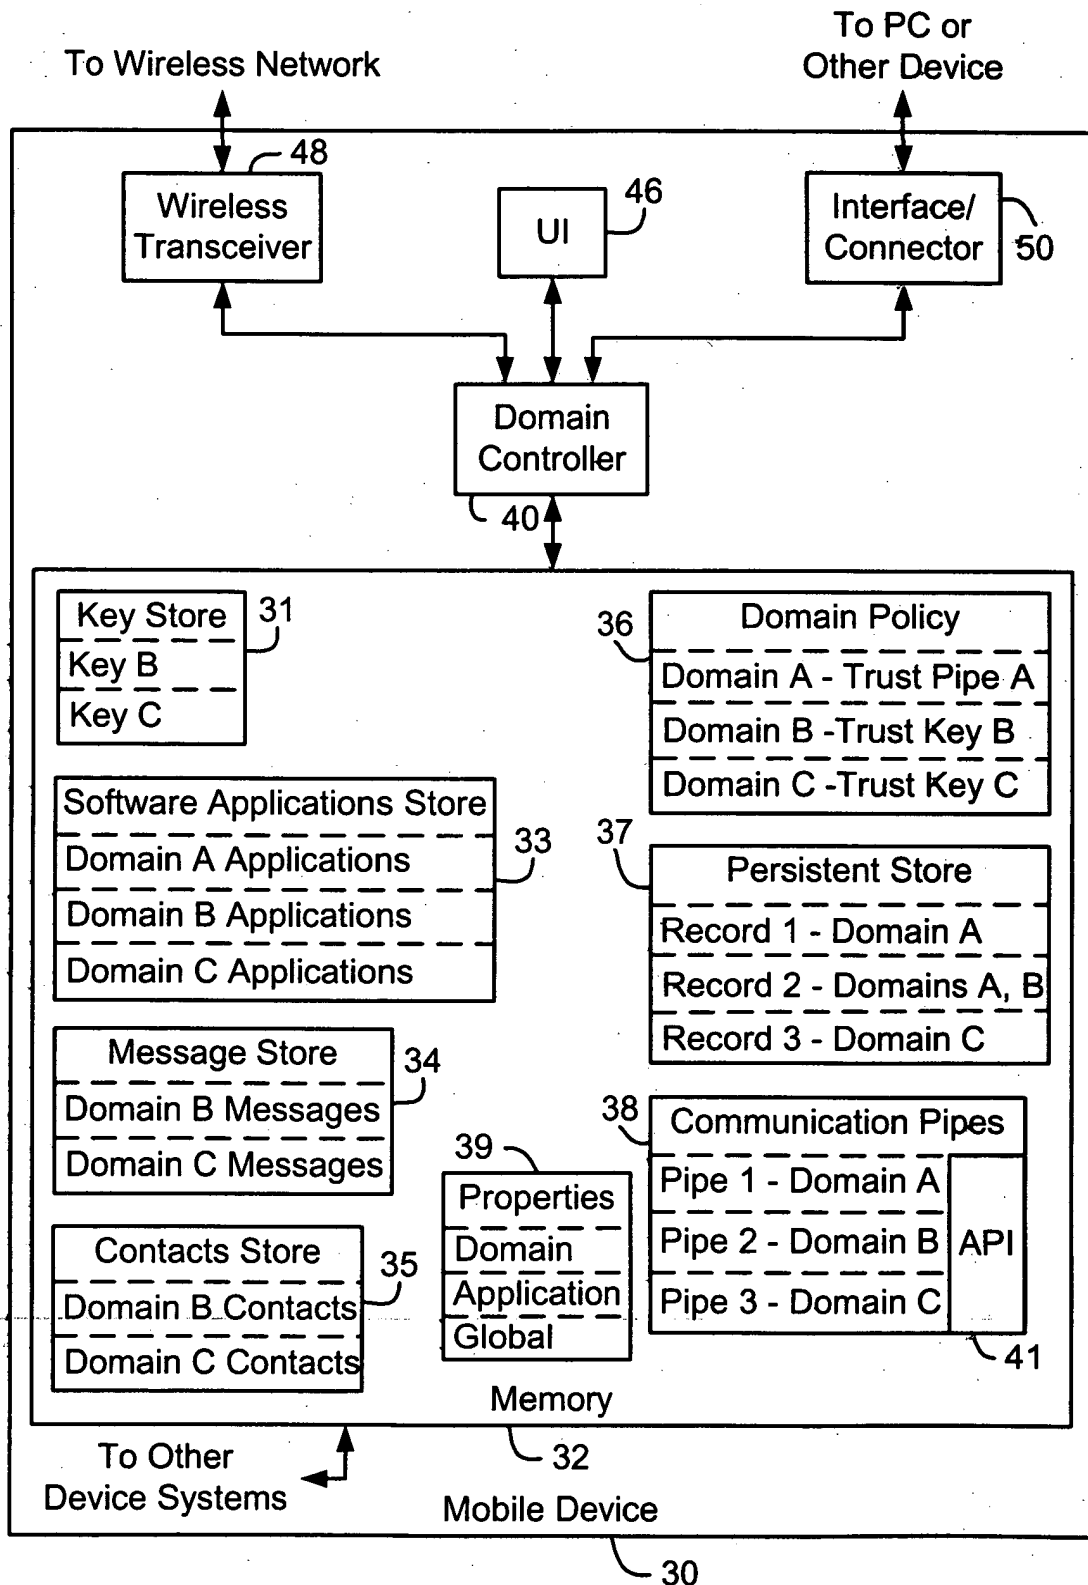 To Wireless Network
To PC or
Other Device
48
Wireless
Transceiver
UI
46
Interface/
Connector
50
Domain
Controller
40
Key Store
Key B
Key C
31
36
Domain Policy
Domain A - Trust Pipe A
Domain B -Trust Key B
Domain C -Trust Key C
Software Applications Store
Domain A Applications
Domain B Applications
Domain C Applications
33
37
Persistent Store
Record 1 - Domain A
Record 2 - Domains A, B
Record 3 - Domain C
Message Store
Domain B Messages
Domain C Messages
34
38
Communication Pipes
Pipe 1 - Domain A
Pipe 2 - Domain B
Pipe 3 - Domain C
API
41
39
Properties
Domain
Application
Global
Contacts Store
Domain B Contacts
Domain C Contacts
35
Memory
32
To Other
Device Systems
Mobile Device
30